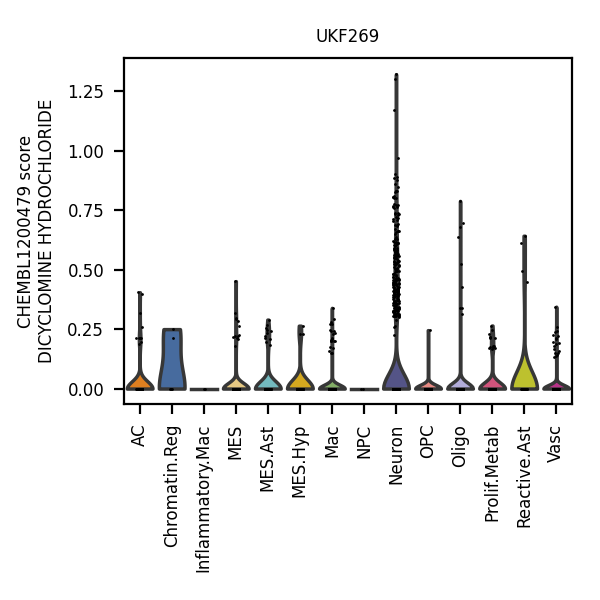 UKF269
CHEMBL1200479 score
DICYCLOMINE HYDROCHLORIDE
1.25
1.00
0.75
0.50
0.25
0.00
AC
Chromatin.Reg
Inflammatory.Mac
MES
MES.Ast
MES.Hyp
Mac
NPC
Neuron
OPC
Oligo
Prolif.Metab
Reactive.Ast
Vasc